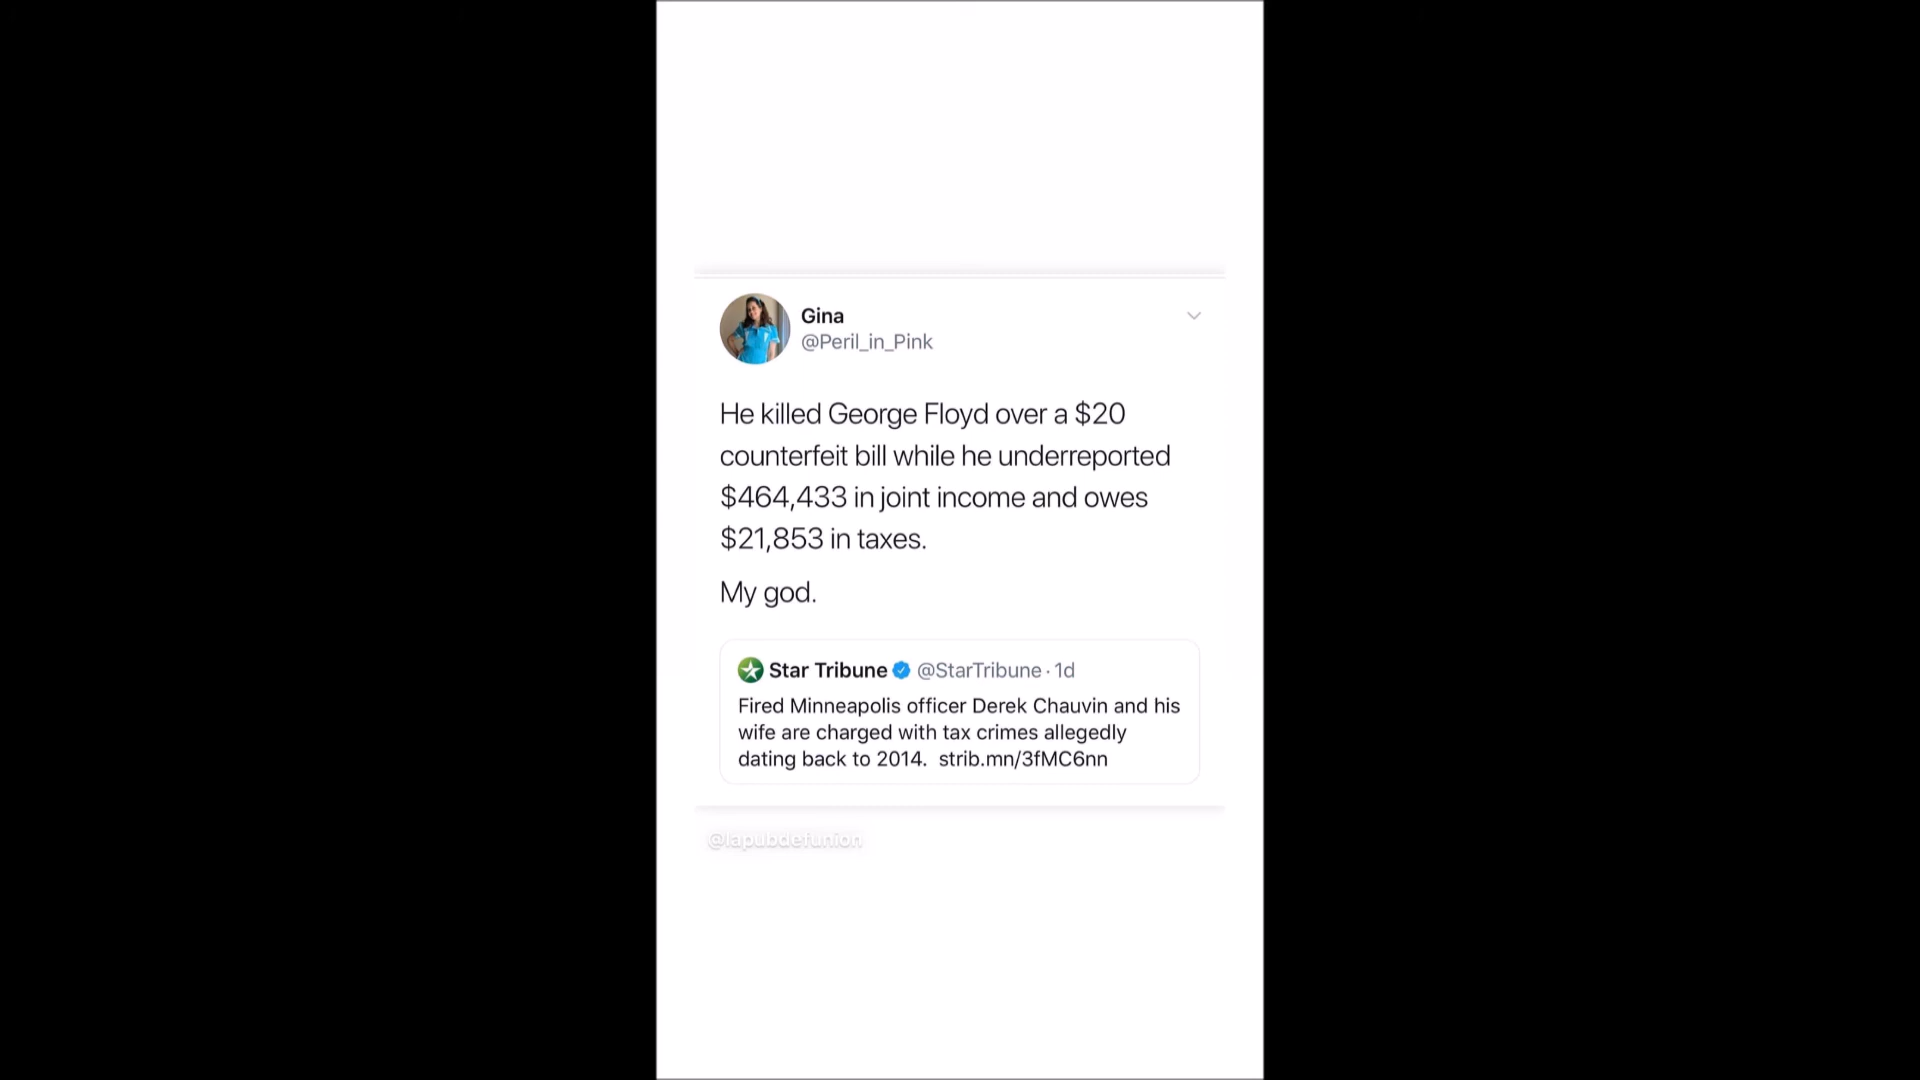 Gina
@Peril_in_Pink
He killed George Floyd over a $20
counterfeit bill while he underreported
$464,433 in joint income and owes
$21,853 in taxes.
My god.
Star Tribune @StarTribune · 1d
Fired Minneapolis officer Derek Chauvin and his
wife are charged with tax crimes allegedly
dating back to 2014. strib.mn/3fMC6nn
@lapubdefunion